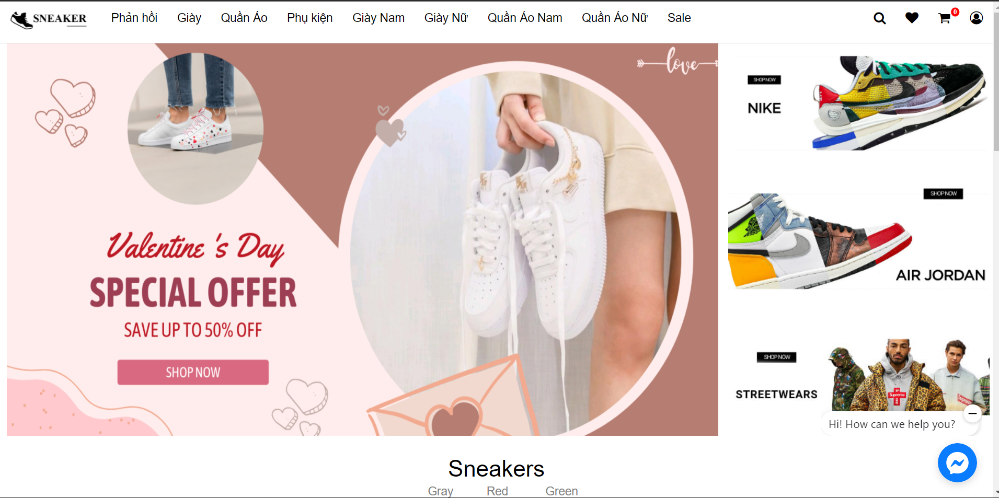 SNEAKER
Phản hồi Giày Quần Áo Phụ kiện Giày Nam Giày Nữ Quần Áo Nam Quần Áo Nữ Sale
0
love
Valentine 's Day
SPECIAL OFFER
SAVE UP TO 50% OFF
SHOP NOW
SHOP NOW
NIKE
SHOP NOW
AIR JORDAN
SHOP NOW
STREETWEARS
Supreme
Hi! How can we help you?
Sneakers
Gray Red Green